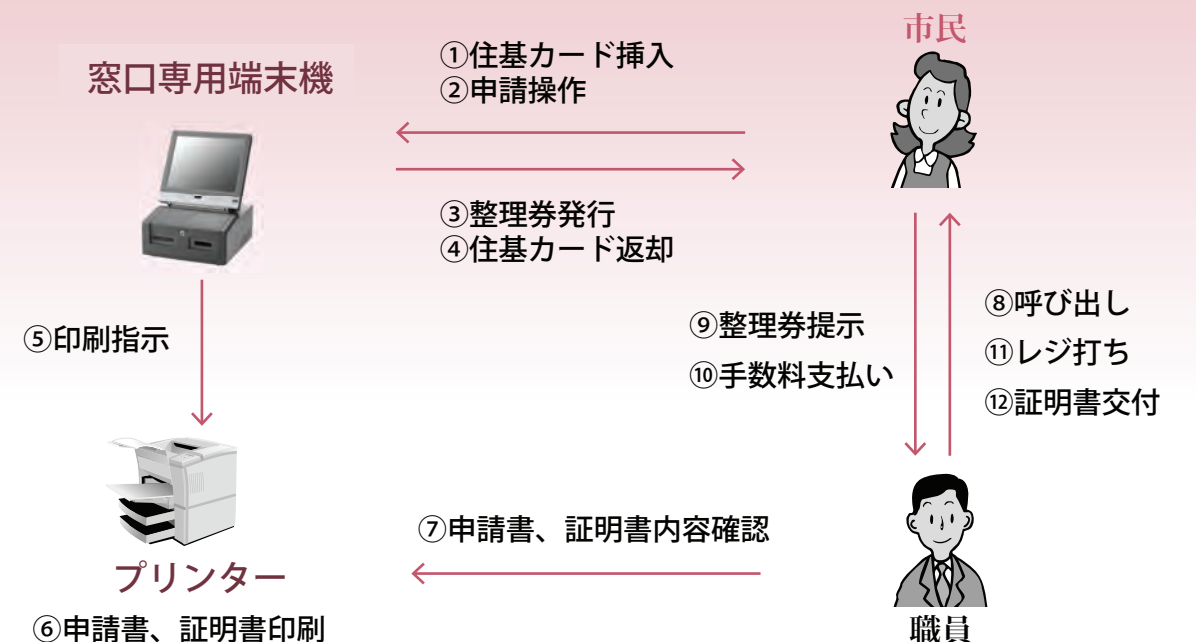 市民
窓口専用端末機
①住基カード挿入
②申請操作
③整理券発行
④住基カード返却
⑤印刷指示
⑨整理券提示
⑩手数料支払い
⑧呼び出し
⑪レジ打ち
⑫証明書交付
⑦申請書、証明書内容確認
プリンター
⑥申請書、証明書印刷
職員